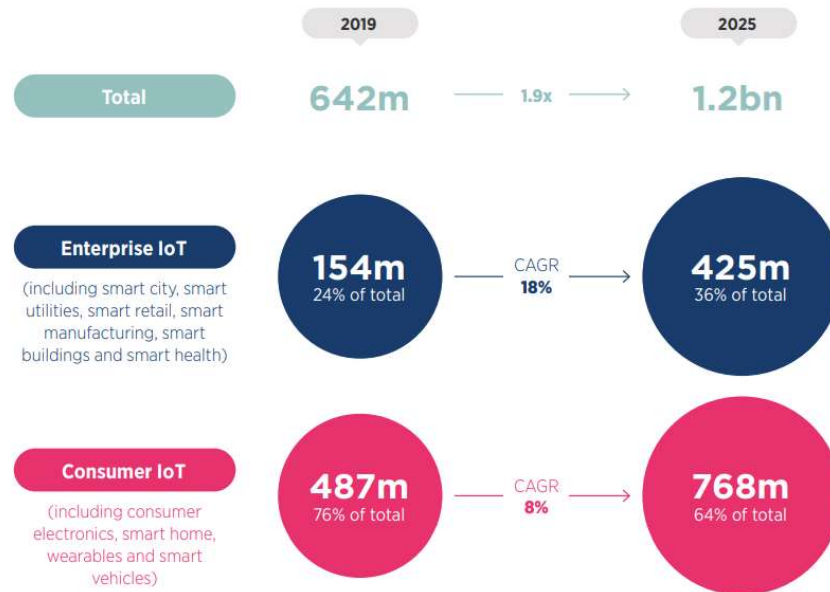 2019
2025
Total
642m
1.9x
1.2bn
Enterprise IoT
(including smart city, smart
utilities, smart retail, smart
manufacturing, smart
buildings and smart health)
154m
24% of total
CAGR
18%
425m
36% of total
Consumer IoT
(including consumer
electronics, smart home,
wearables and smart
vehicles)
487m
76% of total
CAGR
8%
768m
64% of total